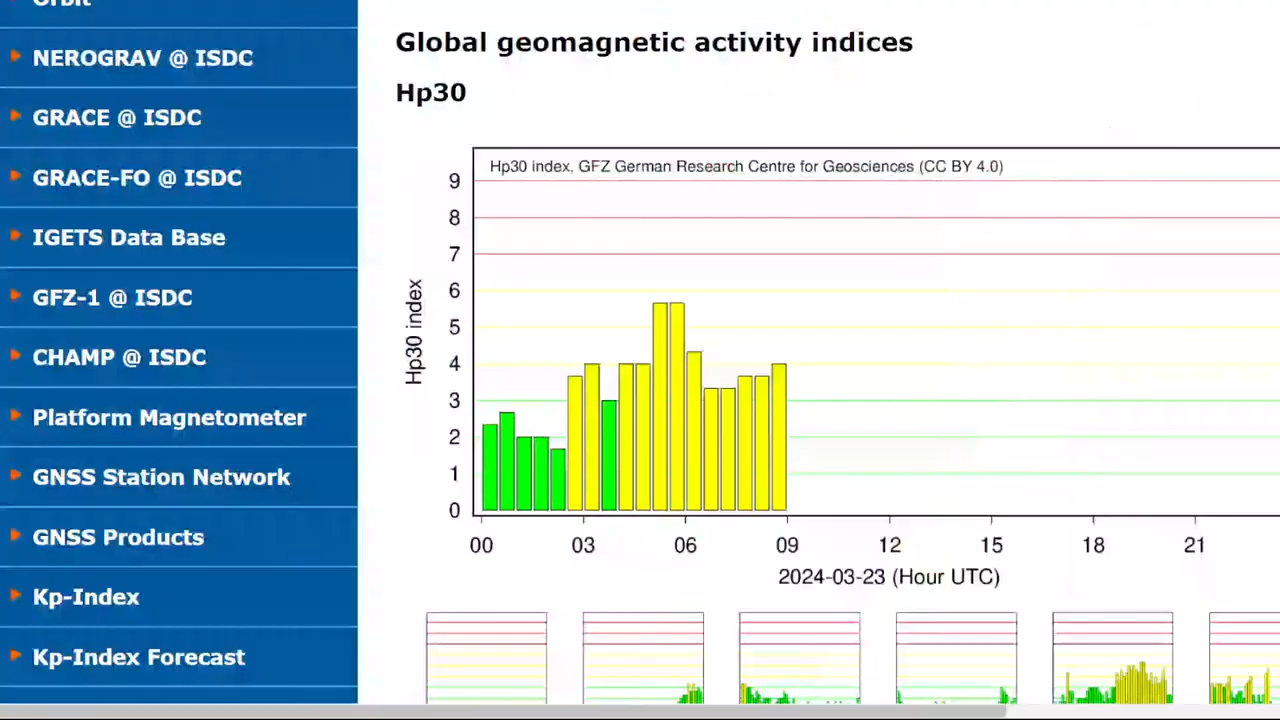 Orbit
NEROGRAV @ ISDC
GRACE @ ISDC
GRACE-FO @ ISDC
IGETS Data Base
GFZ-1 @ ISDC
CHAMP @ ISDC
Platform Magnetometer
GNSS Station Network
GNSS Products
Kp-Index
Kp-Index Forecast
Global geomagnetic activity indices
Hp30
Hp30 index, GFZ German Research Centre for Geosciences (CC BY 4.0)
Hp30 index
9
8
7
6
5
4
3
2
1
0
00 03 06 09 12 15 18 21
2024-03-23 (Hour UTC)